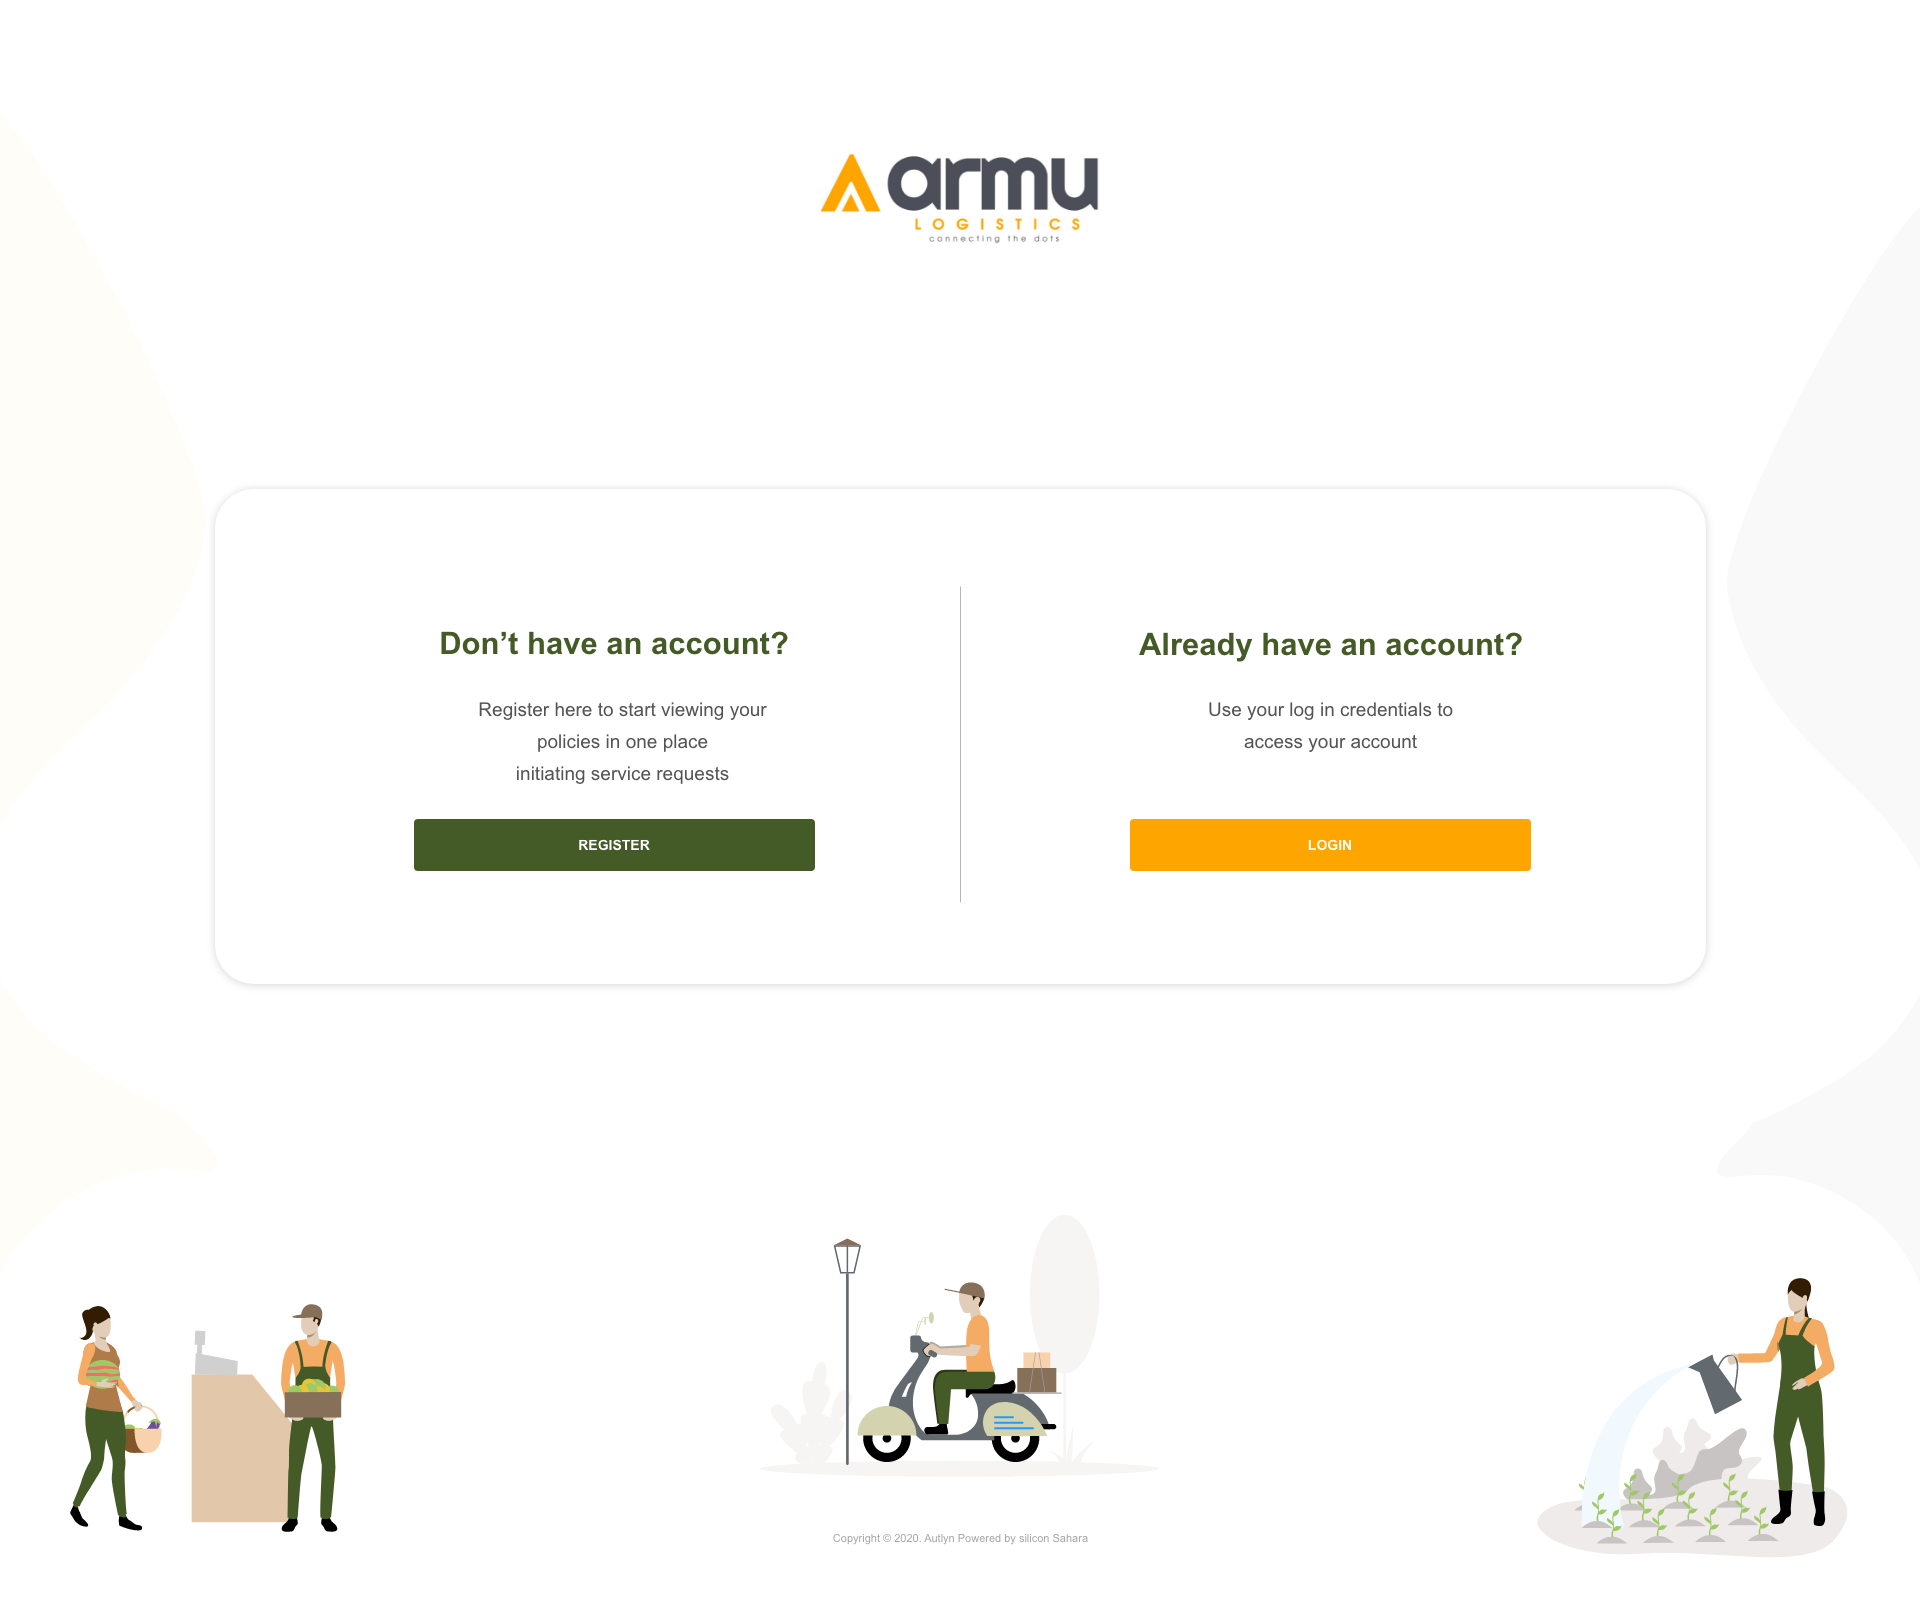 armu
LOGISTICS
connecting the dots
Don’t have an account?
Register here to start viewing your
policies in one place
initiating service requests
REGISTER
Already have an account?
Use your log in credentials to
access your account
LOGIN
Copyright © 2020. Autlyn Powered by silicon Sahara